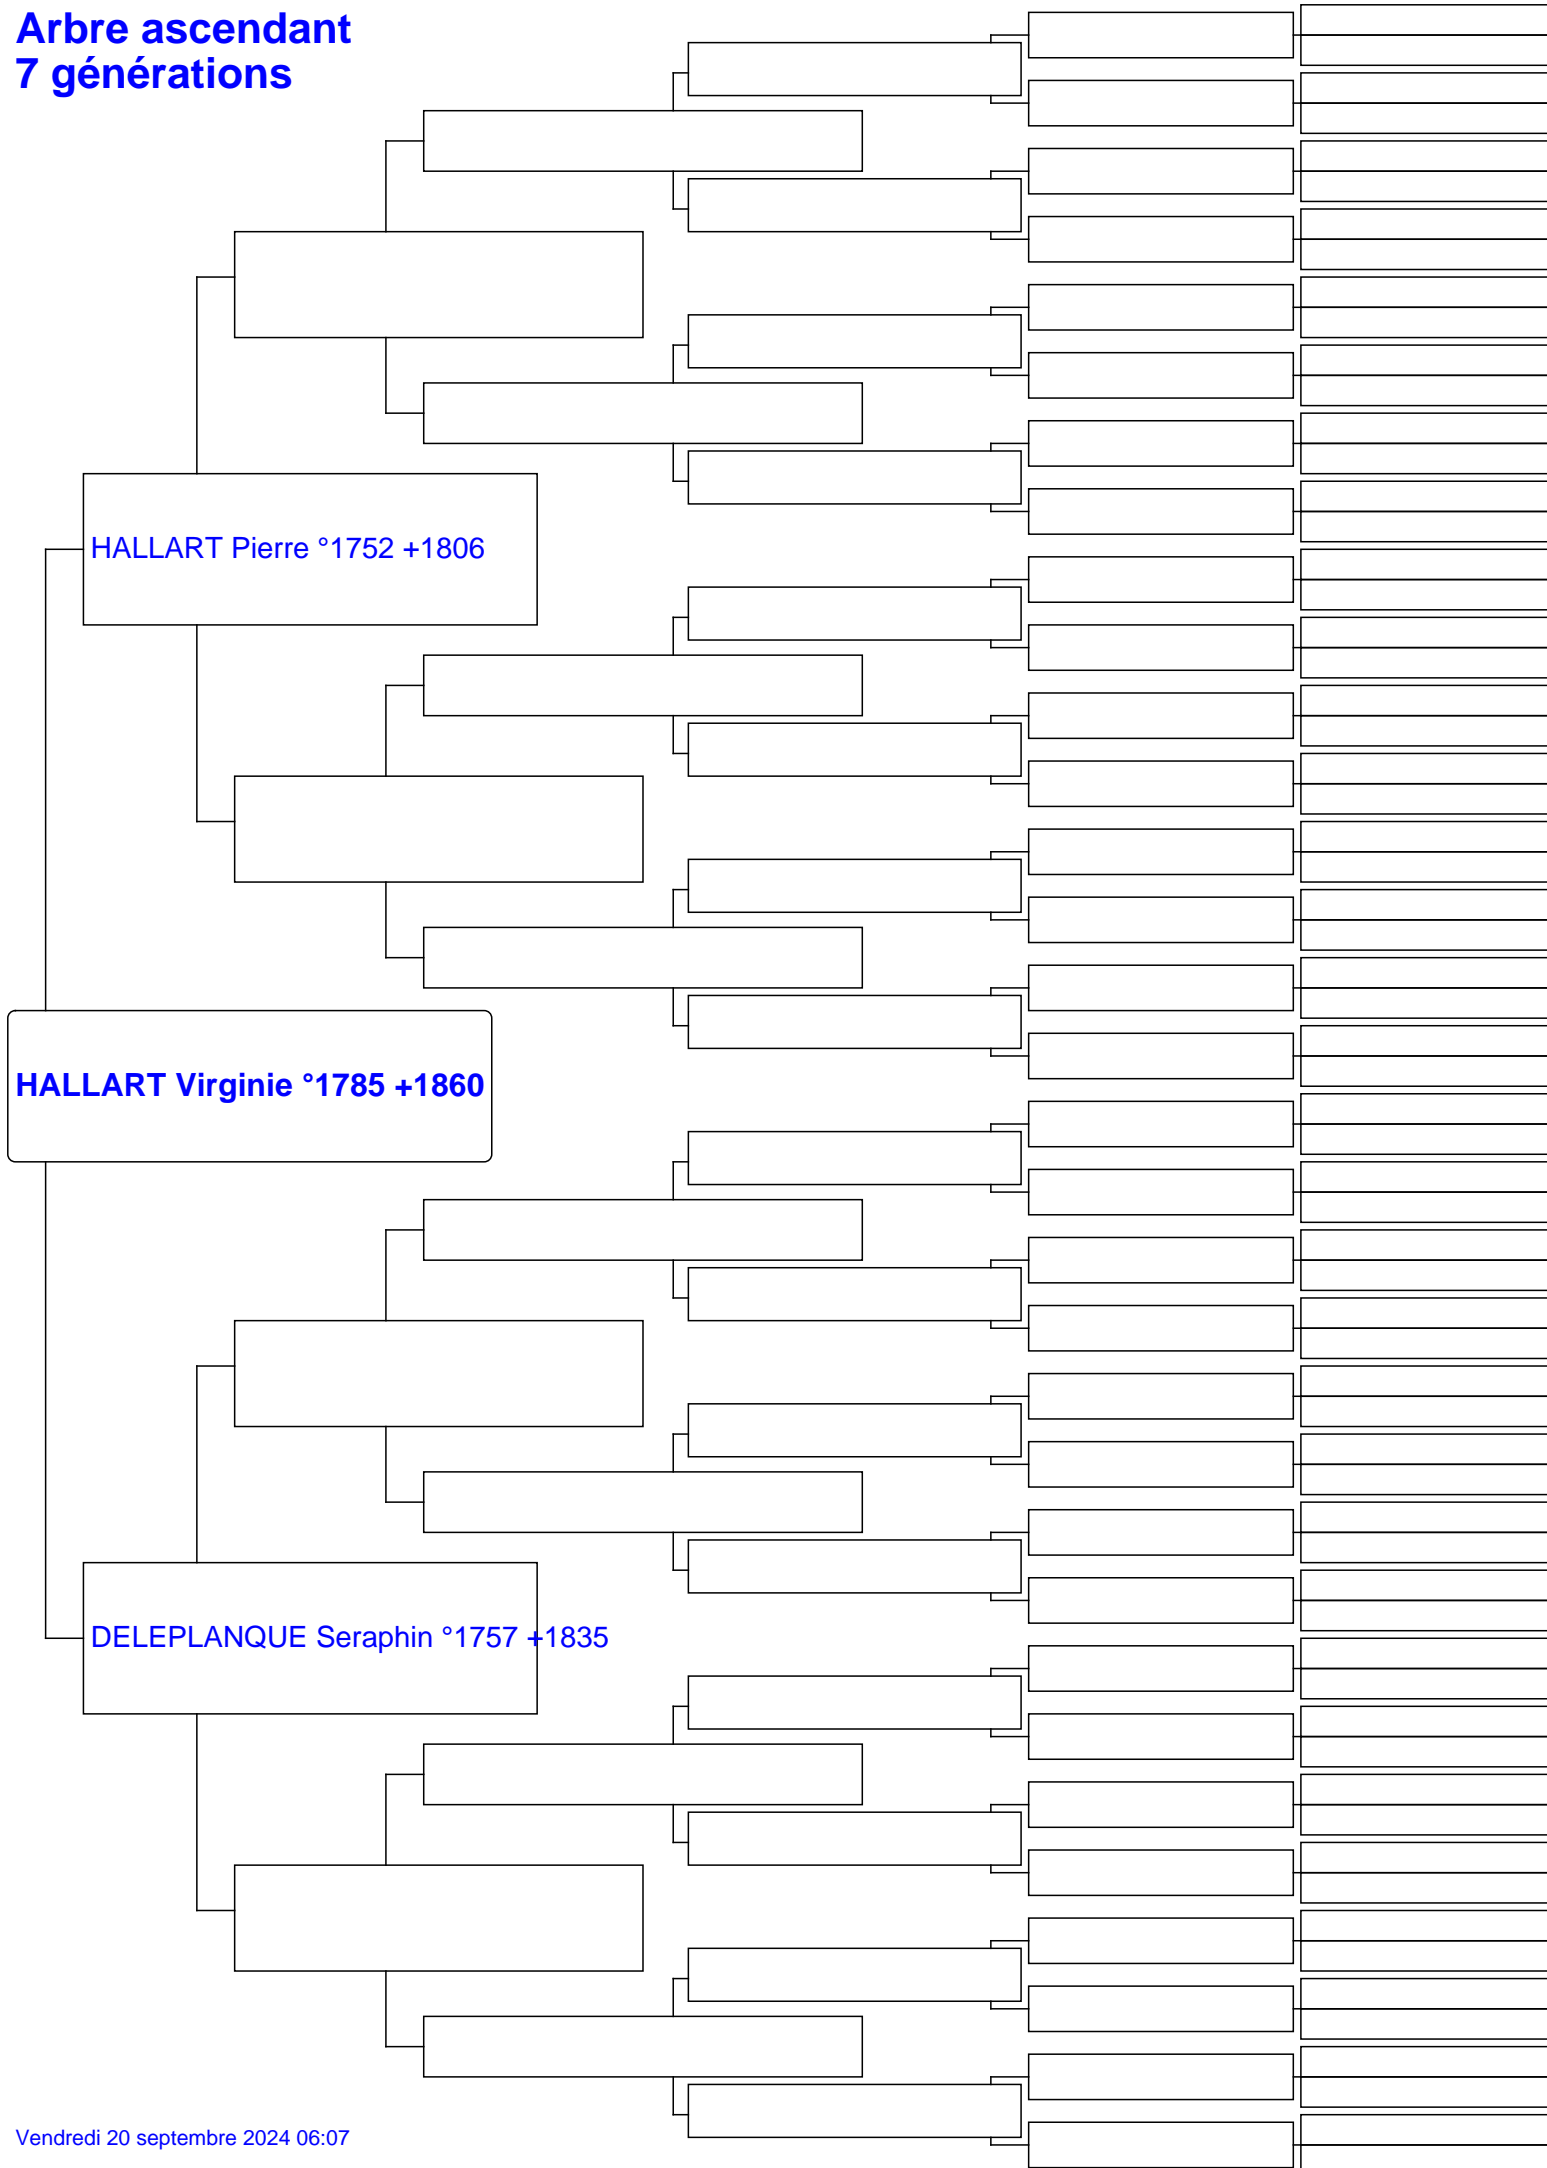 Arbre ascendant
7 générations
HALLART Pierre °1752 +1806
HALLART Virginie °1785 +1860
DELEPLANQUE Seraphin °1757 +1835
Vendredi 20 septembre 2024 06:07